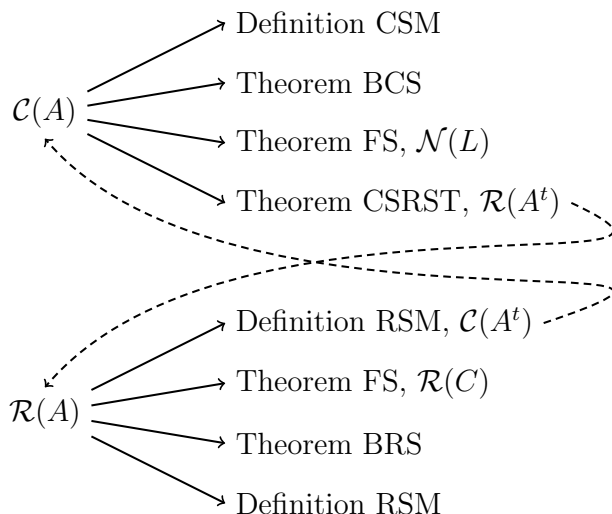 Definition CSM
Theorem BCS
𝒞(A)
Theorem FS, 𝒩(L)
Theorem CSRST, ℛ(Aᵗ)
Definition RSM, 𝒞(Aᵗ)
Theorem FS, ℛ(C)
ℛ(A)
Theorem BRS
Definition RSM